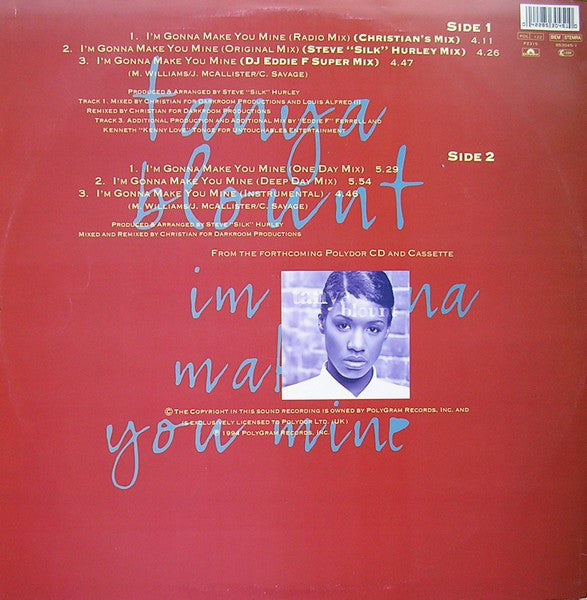 Side 1
1. I'm Gonna Make You Mine (Radio Mix) (Christian's Mix) 4.11
2. I'm Gonna Make You Mine (Original Mix) (Steve "Silk" Hurley Mix) 4.26
3. I'm Gonna Make You Mine (DJ Eddie F Super Mix) 4.47
(M. Williams/J. McAllister/C. Savage)
Produced & Arranged by Steve "Silk" Hurley
Track 1. Mixed by Christian for Darkroom Productions and Louis Alfred III
Remixed by Christian for Darkroom Productions
Track 3. Additional Production and Additional Mix by "Eddie F" Ferrell and
Kenneth "Kenny Love" Tonge for Untouchables Entertainment
tanya
blount
Side 2
1. I'm Gonna Make You Mine (One Day Mix) 5.29
2. I'm Gonna Make You Mine (Deep Day Mix) 5.54
3. I'm Gonna Make You Mine (Instrumental) 4.46
(M. Williams/J. McAllister/C. Savage)
Produced & Arranged by Steve "Silk" Hurley
Mixed and Remixed by Christian for Darkroom Productions
From the forthcoming Polydor CD and Cassette
im na
tanya
blount
ma
you mine
© The Copyright in this sound recording is owned by PolyGram Records, Inc. and
is exclusively licensed to Polydor Ltd. (UK)
℗ 1994 PolyGram Records, Inc.
BIEM
STEMRA